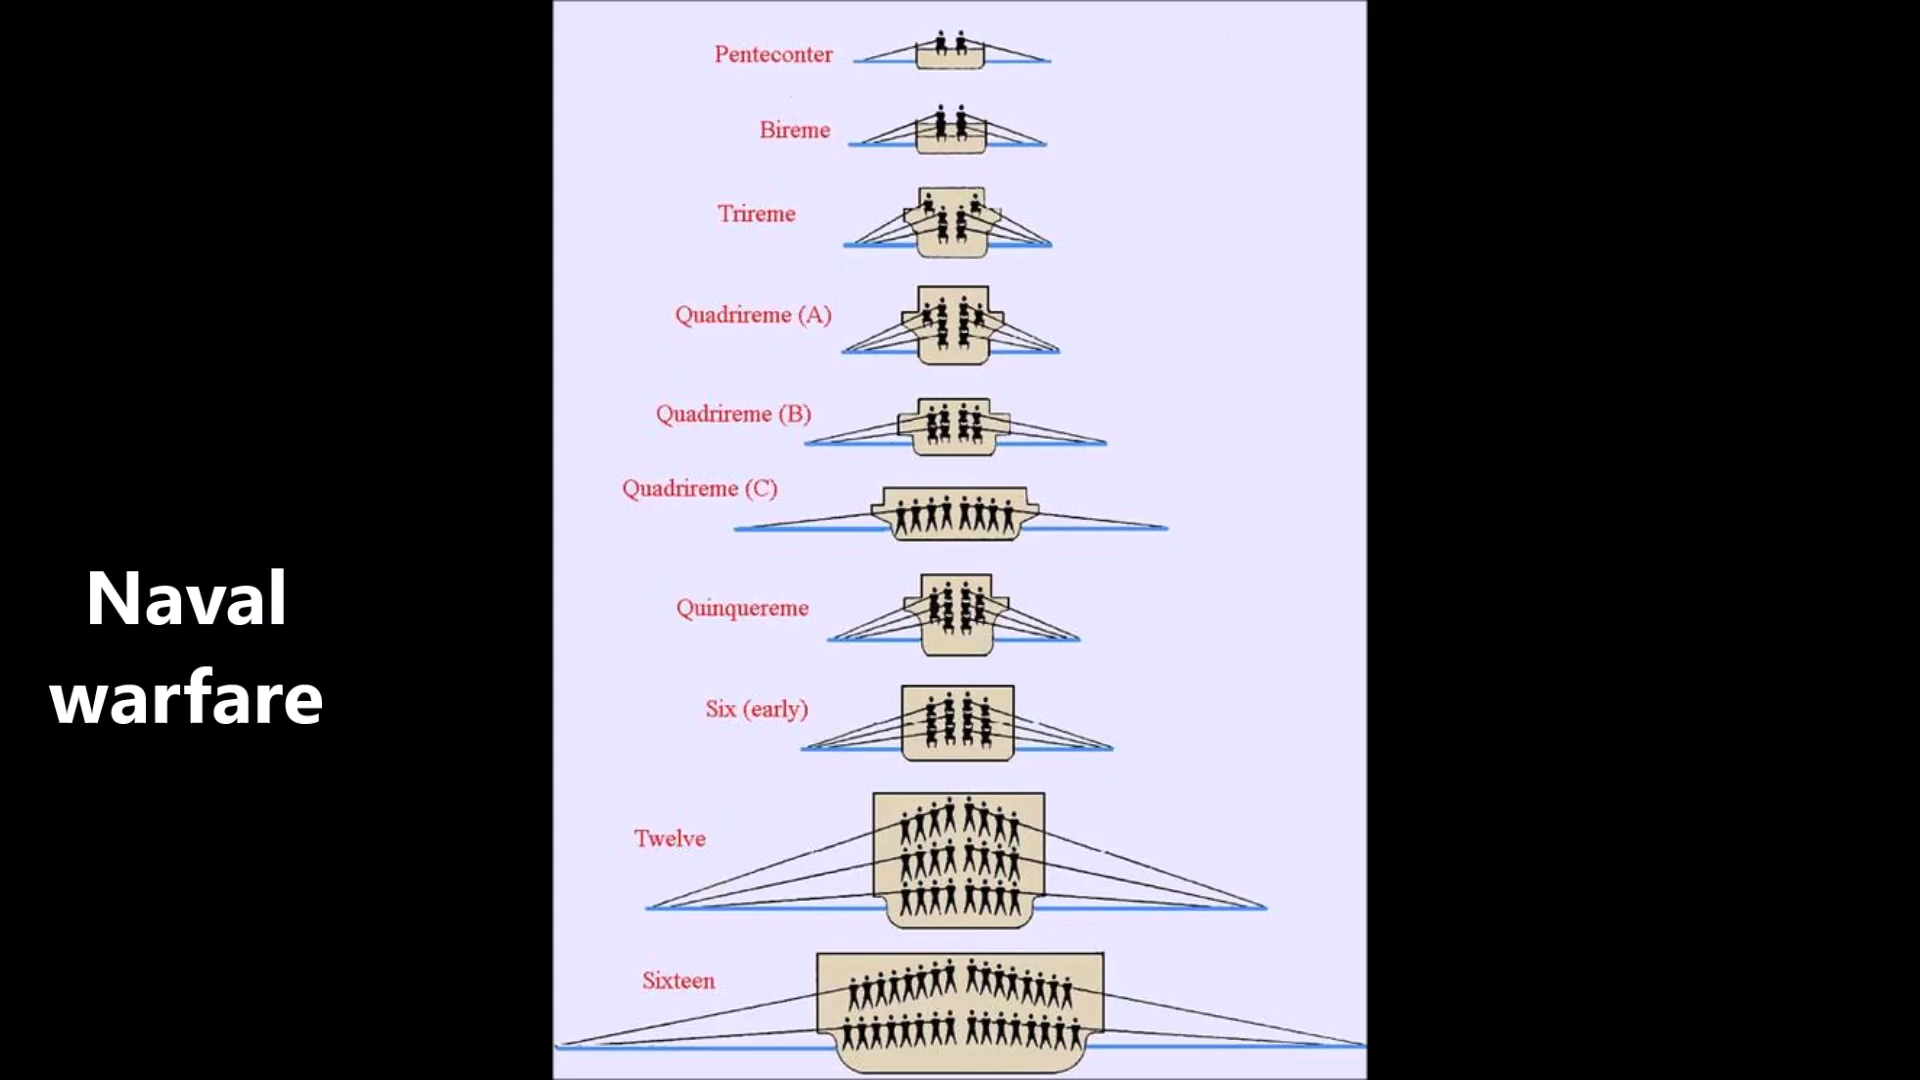 Penteconter
Bireme
Trireme
Quadrireme (A)
Quadrireme (B)
Quadrireme (C)
Quinquereme
Six (early)
Twelve
Sixteen
Naval
warfare